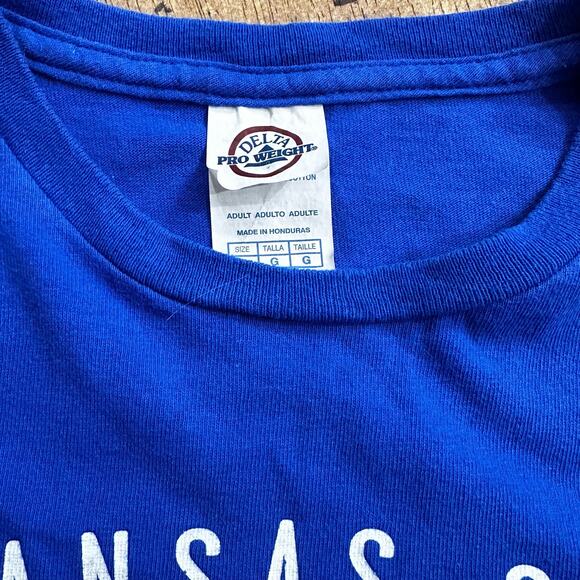 DELTA
PRO WEIGHT
ADULT ADULTO ADULTE
MADE IN HONDURAS
SIZE TALLA TAILLE
G G
ANSAS